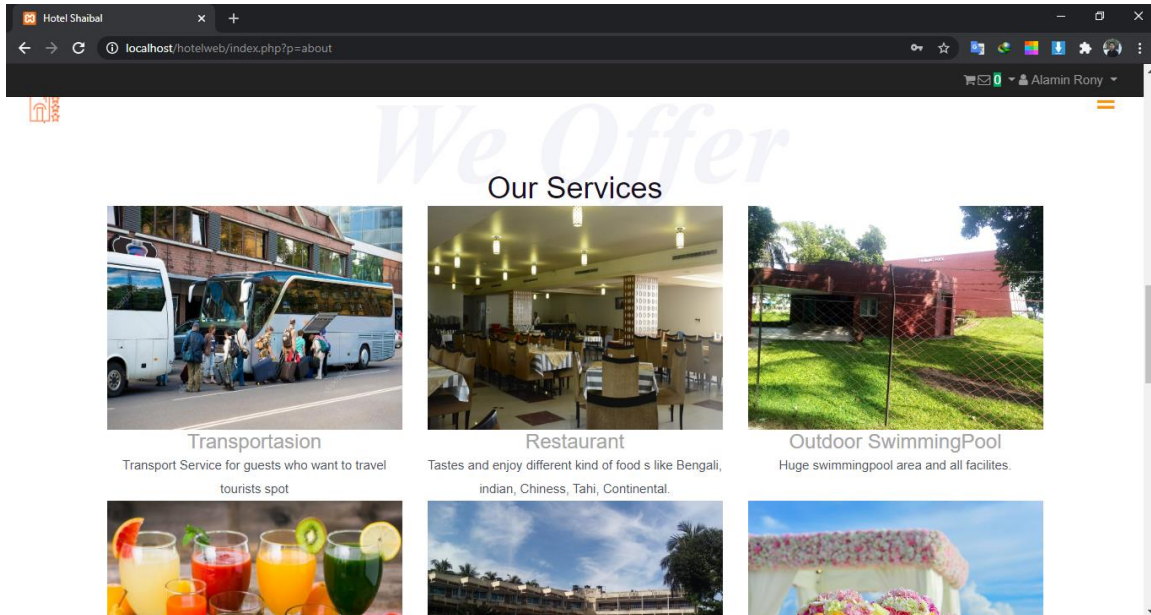 Hotel Shaibal
localhost/hotelweb/index.php?p=about
0 Alamin Rony
We Offer
Our Services
Transportasion
Restaurant
Outdoor SwimmingPool
Transport Service for guests who want to travel
tourists spot
Tastes and enjoy different kind of food s like Bengali,
indian, Chiness, Tahi, Continental.
Huge swimmingpool area and all facilites.